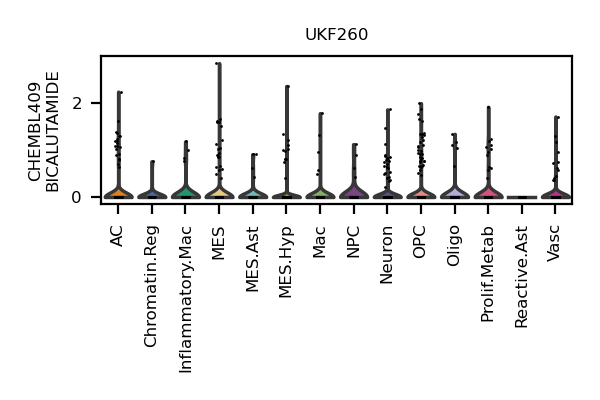 UKF260
CHEMBL409
BICALUTAMIDE
2
0
AC
Chromatin.Reg
Inflammatory.Mac
MES
MES.Ast
MES.Hyp
Mac
NPC
Neuron
OPC
Oligo
Prolif.Metab
Reactive.Ast
Vasc